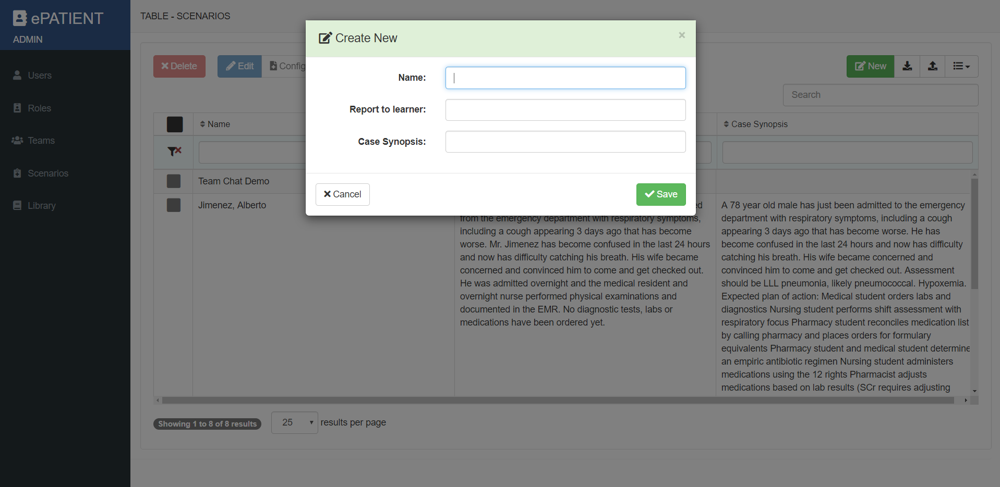 ePATIENT
ADMIN
Users
Roles
Teams
Scenarios
Library
TABLE - SCENARIOS
Delete
Edit
Config
New
Search
Create New
×
Name:
Report to learner:
Case Synopsis:
Cancel
Save
Name
Case Synopsis
Team Chat Demo
Jimenez, Alberto
from the emergency department with respiratory symptoms,
including a cough appearing 3 days ago that has become
worse. Mr. Jimenez has become confused in the last 24 hours
and now has difficulty catching his breath. His wife became
concerned and convinced him to come and get checked out.
He was admitted overnight and the medical resident and
overnight nurse performed physical examinations and
documented in the EMR. No diagnostic tests, labs or
medications have been ordered yet.
A 78 year old male has just been admitted to the emergency
department with respiratory symptoms, including a cough
appearing 3 days ago that has become worse. He has
become confused in the last 24 hours and now has difficulty
catching his breath. His wife became concerned and
convinced him to come and get checked out. Assessment
should be LLL pneumonia, likely pneumococcal. Hypoxemia.
Expected plan of action: Medical student orders labs and
diagnostics Nursing student performs shift assessment with
respiratory focus Pharmacy student reconciles medication list
by calling pharmacy and places orders for formulary
equivalents Pharmacy student and medical student determine
an empiric antibiotic regimen Nursing student administers
medications using the 12 rights Pharmacist adjusts
medications based on lab results (SCr requires adjusting
Showing 1 to 8 of 8 results
25
results per page